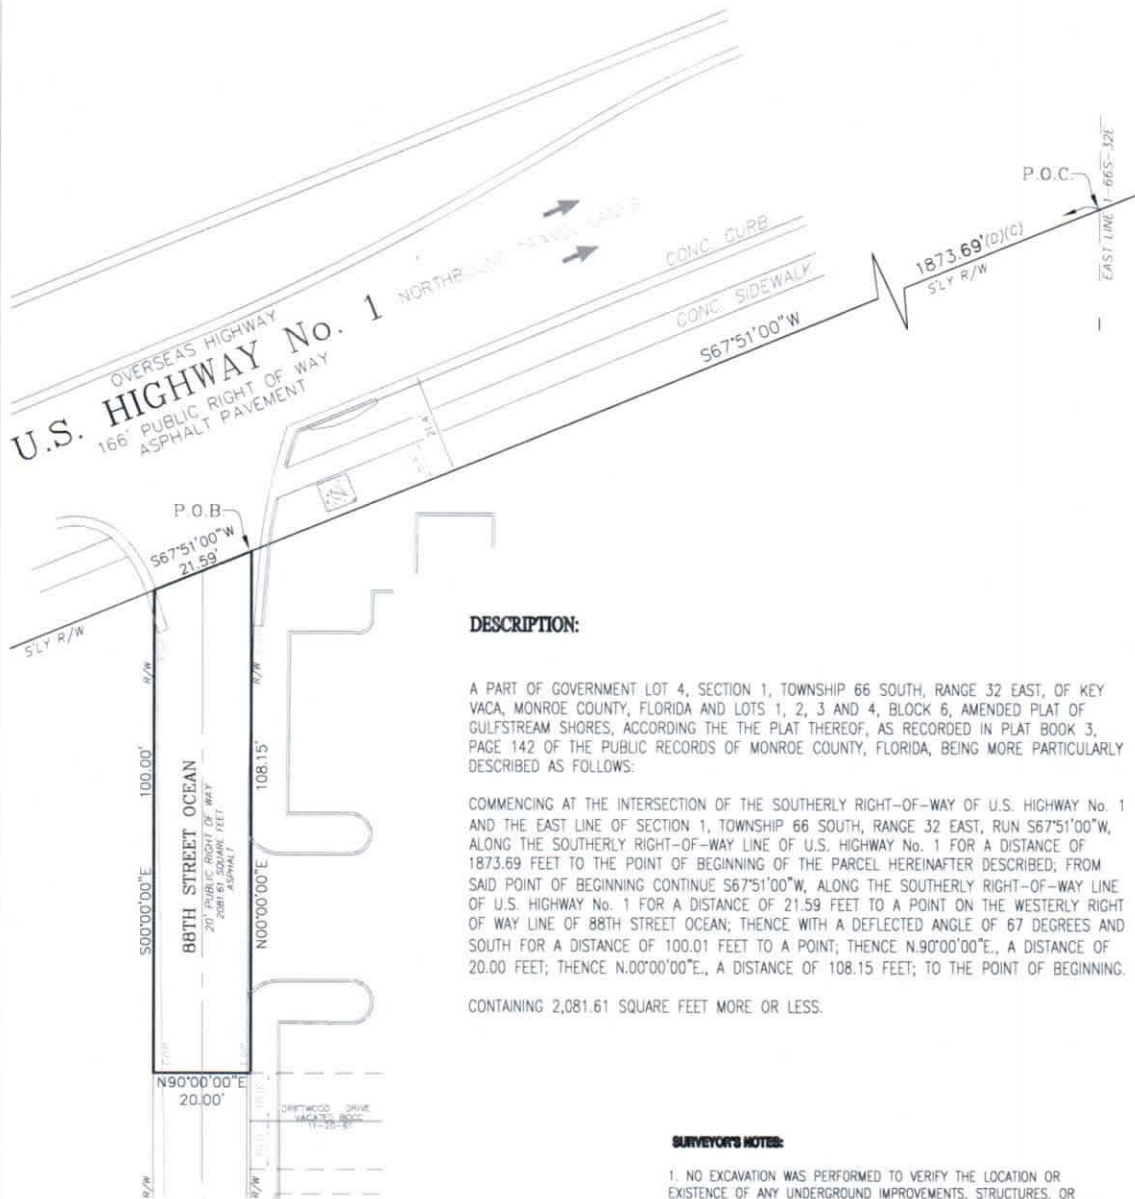 P.O.C.
EAST LINE 1-66S-32E
1873.69'(D)(C)
S'LY R/W
CONC. CURB
CONC. SIDEWALK
S67°51'00"W
OVERSEAS HIGHWAY
U.S. HIGHWAY No. 1
166' PUBLIC RIGHT OF WAY
ASPHALT PAVEMENT
21.4
P.O.B.
S67°51'00"W
21.59'
S'LY R/W
R/W
R/W
100.00'
108.15'
S00°00'00"E
N00°00'00"E
88TH STREET OCEAN
20' PUBLIC RIGHT OF WAY
2081.61 SQUARE FEET
ASPHALT
N90°00'00"E
20.00'
DRIFTWOOD DRIVE
VACATED BOCC
R/W
R/W
DESCRIPTION:
A PART OF GOVERNMENT LOT 4, SECTION 1, TOWNSHIP 66 SOUTH, RANGE 32 EAST, OF KEY
VACA, MONROE COUNTY, FLORIDA AND LOTS 1, 2, 3 AND 4, BLOCK 6, AMENDED PLAT OF
GULFSTREAM SHORES, ACCORDING THE THE PLAT THEREOF, AS RECORDED IN PLAT BOOK 3,
PAGE 142 OF THE PUBLIC RECORDS OF MONROE COUNTY, FLORIDA, BEING MORE PARTICULARLY
DESCRIBED AS FOLLOWS:
COMMENCING AT THE INTERSECTION OF THE SOUTHERLY RIGHT-OF-WAY OF U.S. HIGHWAY No. 1
AND THE EAST LINE OF SECTION 1, TOWNSHIP 66 SOUTH, RANGE 32 EAST, RUN S67°51'00"W,
ALONG THE SOUTHERLY RIGHT-OF-WAY LINE OF U.S. HIGHWAY No. 1 FOR A DISTANCE OF
1873.69 FEET TO THE POINT OF BEGINNING OF THE PARCEL HEREINAFTER DESCRIBED; FROM
SAID POINT OF BEGINNING CONTINUE S67°51'00"W, ALONG THE SOUTHERLY RIGHT-OF-WAY LINE
OF U.S. HIGHWAY No. 1 FOR A DISTANCE OF 21.59 FEET TO A POINT ON THE WESTERLY RIGHT
OF WAY LINE OF 88TH STREET OCEAN; THENCE WITH A DEFLECTED ANGLE OF 67 DEGREES AND
SOUTH FOR A DISTANCE OF 100.01 FEET TO A POINT; THENCE N.90°00'00"E., A DISTANCE OF
20.00 FEET; THENCE N.00°00'00"E., A DISTANCE OF 108.15 FEET; TO THE POINT OF BEGINNING.
CONTAINING 2,081.61 SQUARE FEET MORE OR LESS.
SURVEYOR'S NOTES:
1. NO EXCAVATION WAS PERFORMED TO VERIFY THE LOCATION OR
EXISTENCE OF ANY UNDERGROUND IMPROVEMENTS, STRUCTURES, OR